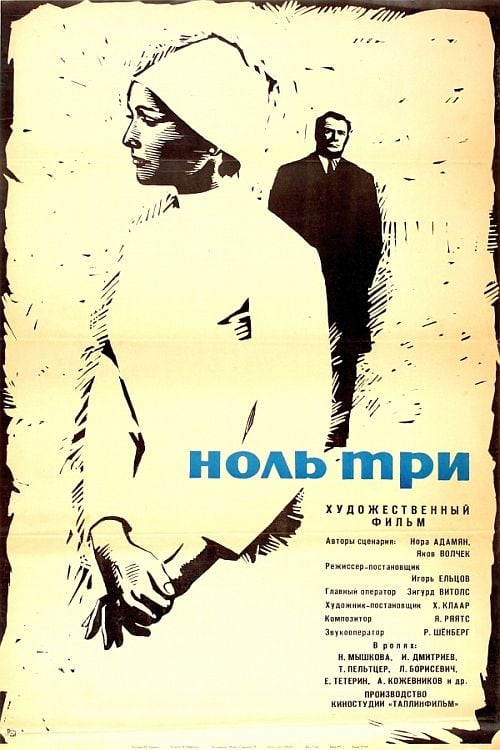 НОЛЬ ТРИ
ХУДОЖЕСТВЕННЫЙ
ФИЛЬМ
Авторы сценария: Нора АДАМЯН,
Яков ВОЛЧЕК
Режиссер-постановщик
Игорь ЕЛЬЦОВ
Главный оператор Зигурд ВИТОЛС
Художник-постановщик Х. КЛААР
Композитор Я. РЯЯТС
Звукооператор Р. ШЁНБЕРГ
В ролях:
Н. МЫШКОВА, И. ДМИТРИЕВ,
Т. ПЕЛЬТЦЕР, Л. БОРИСЕВИЧ,
Е. ТЕТЕРИН, А. КОЖЕВНИКОВ и др.
ПРОИЗВОДСТВО
КИНОСТУДИИ «ТАЛЛИНФИЛЬМ»